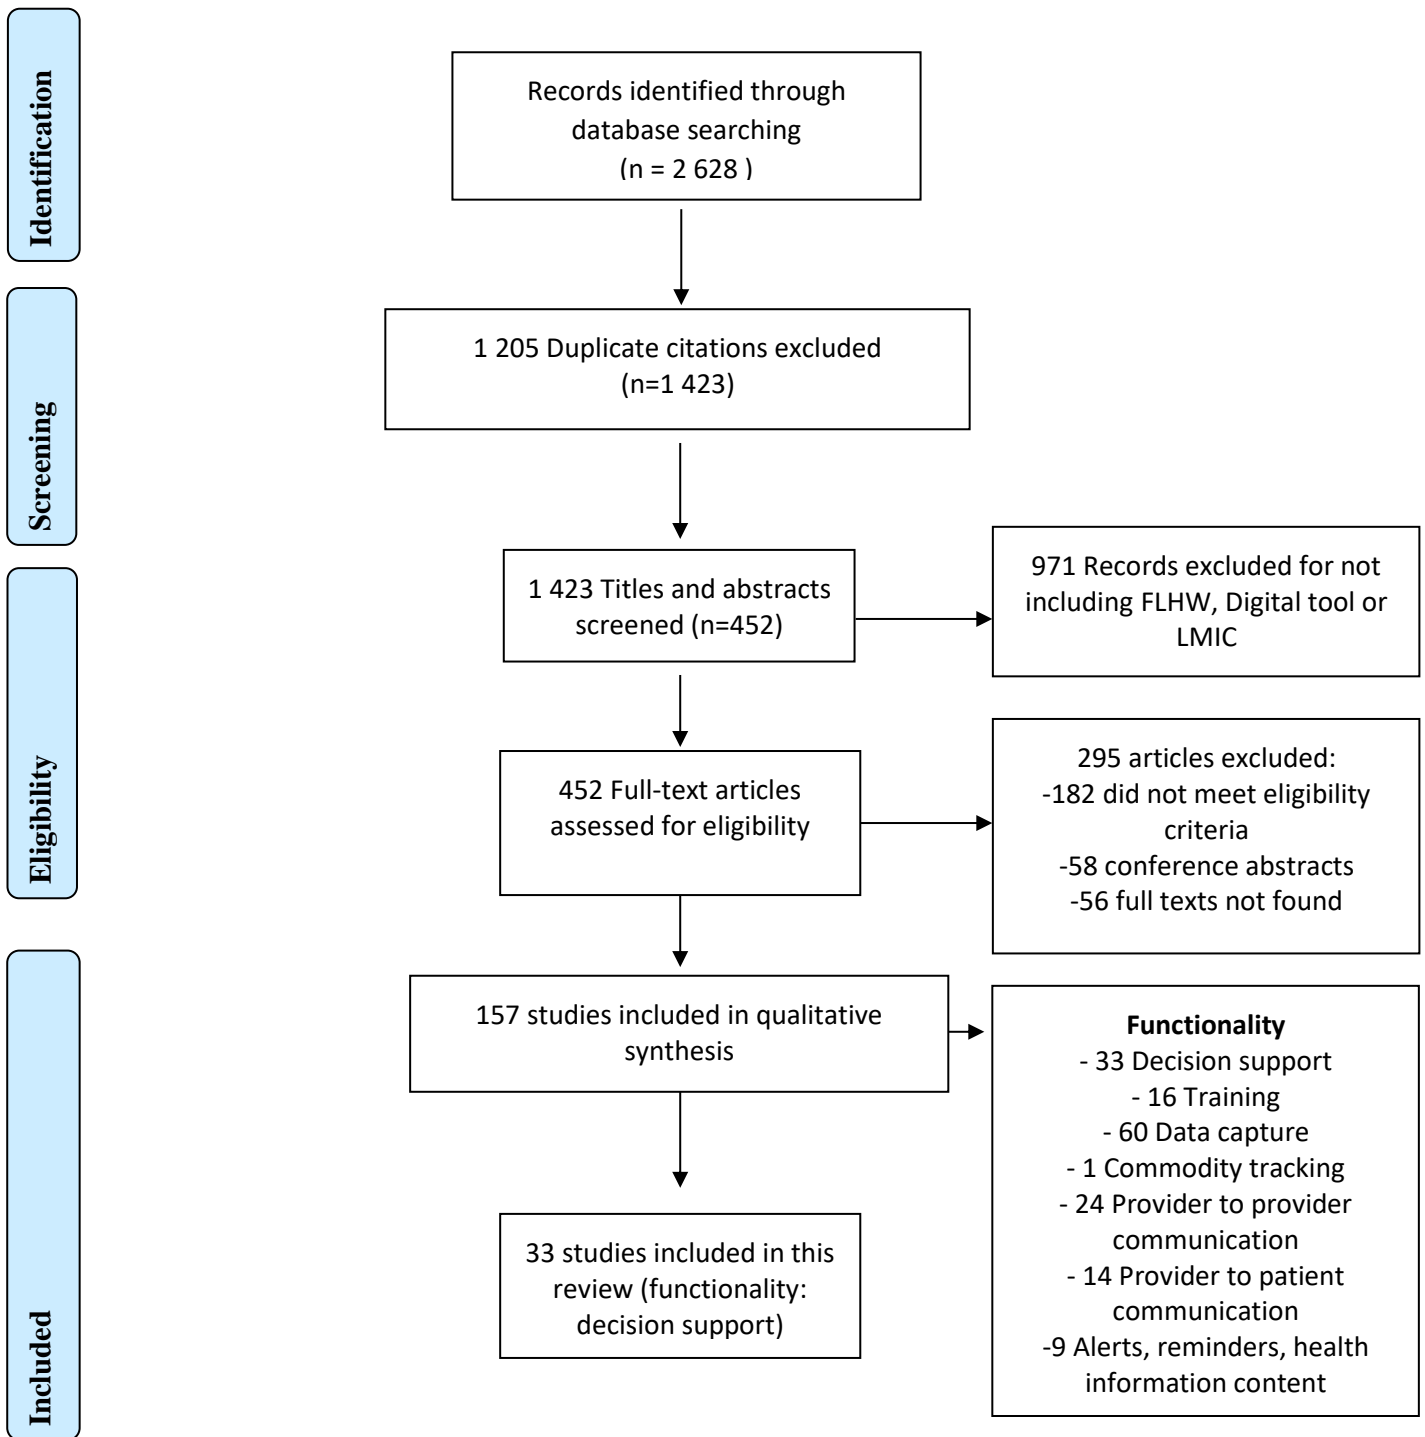 Identification
Records identified through
database searching
(n = 2 628 )
Screening
1 205 Duplicate citations excluded
(n=1 423)
1 423 Titles and abstracts
screened (n=452)
971 Records excluded for not
including FLHW, Digital tool or
LMIC
Eligibility
452 Full-text articles
assessed for eligibility
295 articles excluded:
-182 did not meet eligibility
criteria
-58 conference abstracts
-56 full texts not found
Included
157 studies included in qualitative
synthesis
Functionality
- 33 Decision support
- 16 Training
- 60 Data capture
- 1 Commodity tracking
- 24 Provider to provider
communication
- 14 Provider to patient
communication
-9 Alerts, reminders, health
information content
33 studies included in this
review (functionality:
decision support)